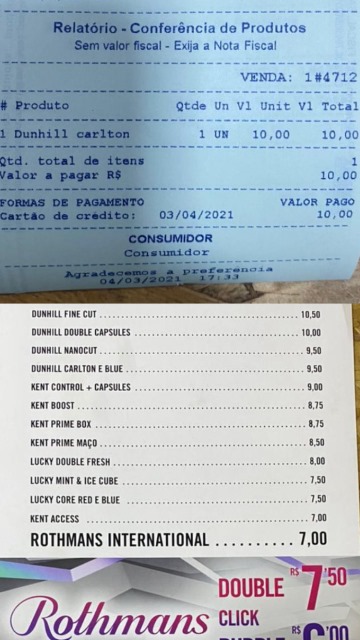 Relatório - Conferência de Produtos
Sem valor fiscal - Exija a Nota Fiscal
VENDA: 1#4712
# Produto Qtde Un Vl Unit Vl Total
1 Dunhill carlton 1 UN 10,00 10,00
Qtd. total de itens 1
Valor a pagar R$ 10,00
FORMAS DE PAGAMENTO VALOR PAGO
Cartão de crédito: 03/04/2021 10,00
CONSUMIDOR
Consumidor
Agradecemos a preferência
04/03/2021 17:33
DUNHILL FINE CUT 10,50
DUNHILL DOUBLE CAPSULES 10,00
DUNHILL NANOCUT 9,50
DUNHILL CARLTON E BLUE 9,50
KENT CONTROL + CAPSULES 9,00
KENT BOOST 8,75
KENT PRIME BOX 8,75
KENT PRIME MAÇO 8,50
LUCKY DOUBLE FRESH 8,00
LUCKY MINT & ICE CUBE 7,50
LUCKY CORE RED E BLUE 7,50
KENT ACCESS 7,00
ROTHMANS INTERNATIONAL 7,00
Rothmans
DOUBLE CLICK R$ 7,50
R$